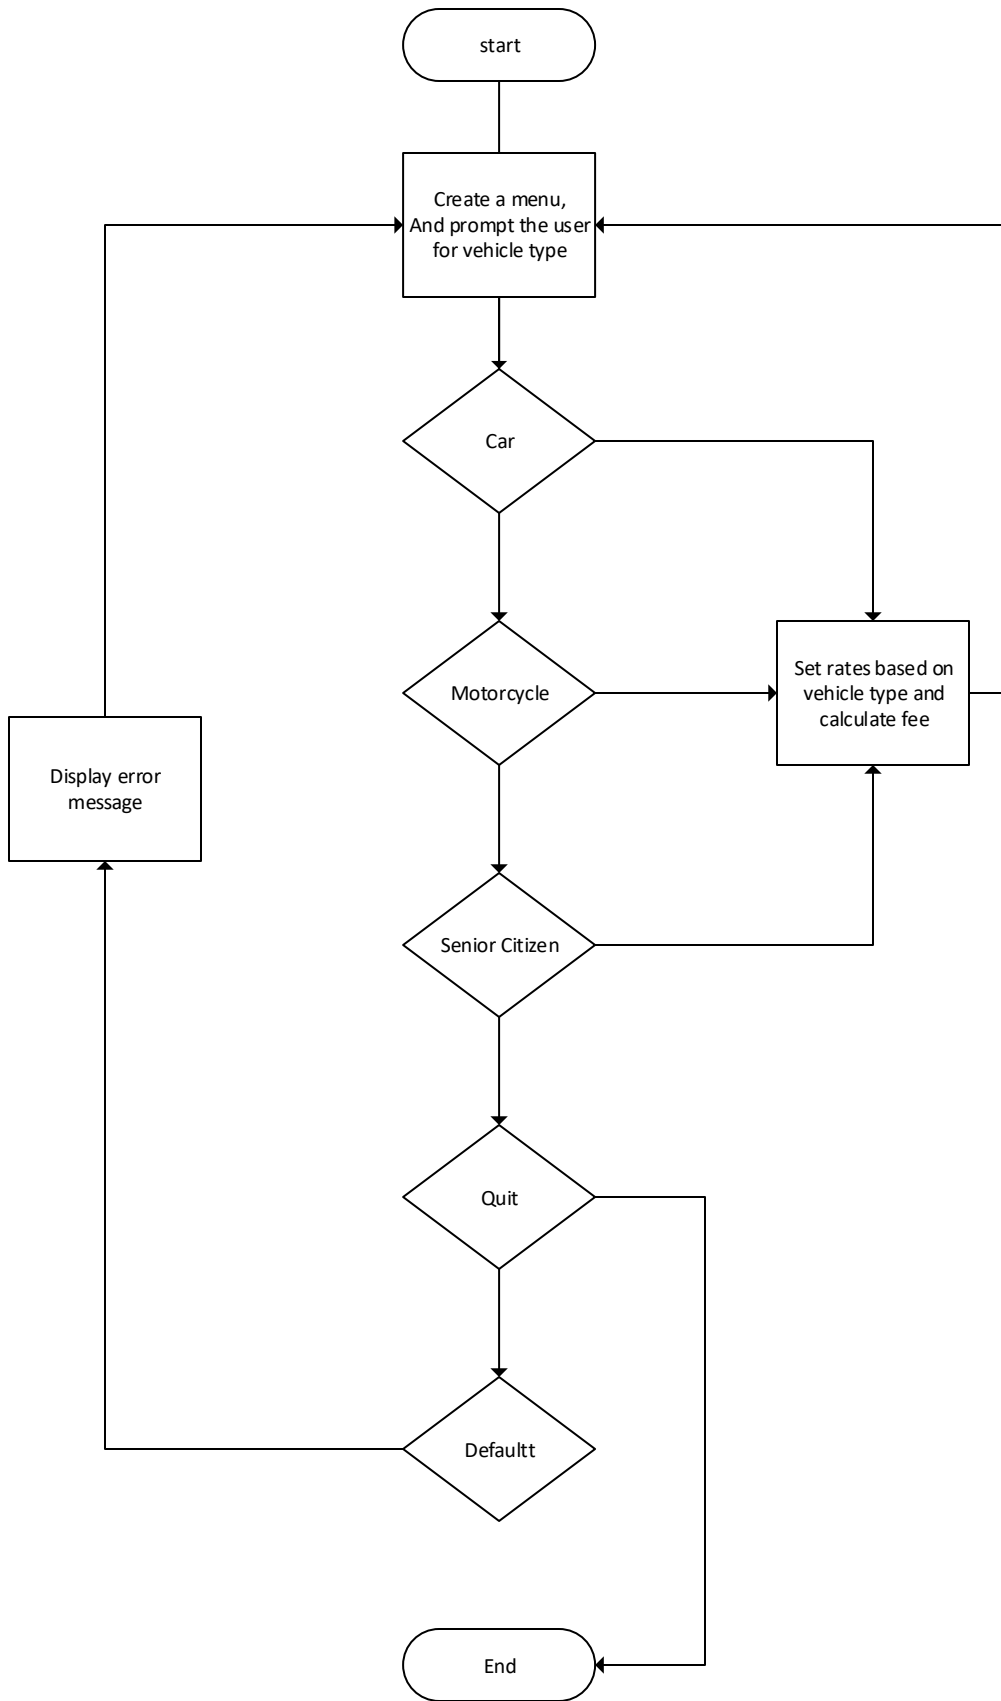 start
Create a menu,
And prompt the user
for vehicle type
Car
Motorcycle
Set rates based on
vehicle type and
calculate fee
Display error
message
Senior Citizen
Quit
Defaultt
End